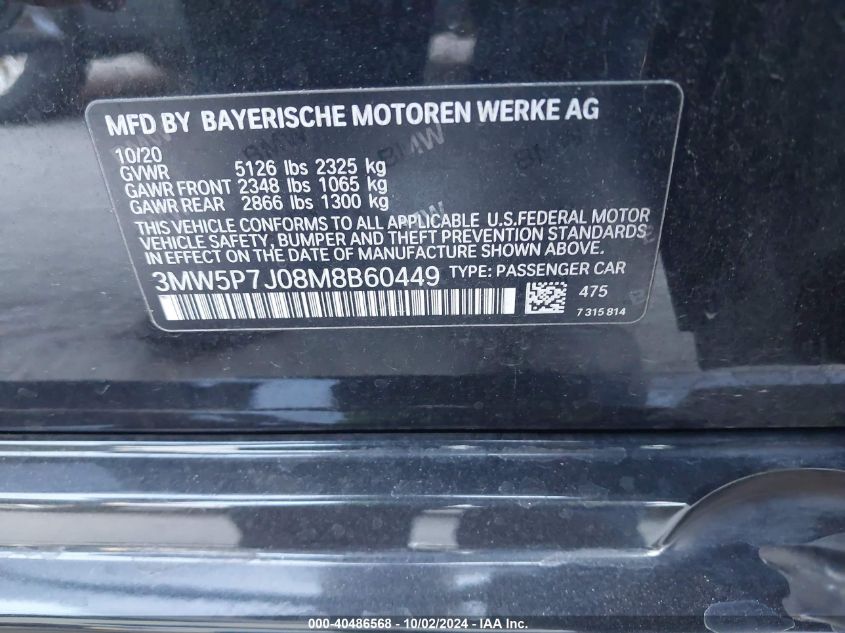 MFD BY BAYERISCHE MOTOREN WERKE AG
10/20
GVWR 5126 lbs 2325 kg
GAWR FRONT 2348 lbs 1065 kg
GAWR REAR 2866 lbs 1300 kg
THIS VEHICLE CONFORMS TO ALL APPLICABLE U.S.FEDERAL MOTOR
VEHICLE SAFETY, BUMPER AND THEFT PREVENTION STANDARDS
IN EFFECT ON THE DATE OF MANUFACTURE SHOWN ABOVE.
3MW5P7J08M8B60449 TYPE: PASSENGER CAR
475
7 315 814
000-40486568 - 10/02/2024 - IAA Inc.